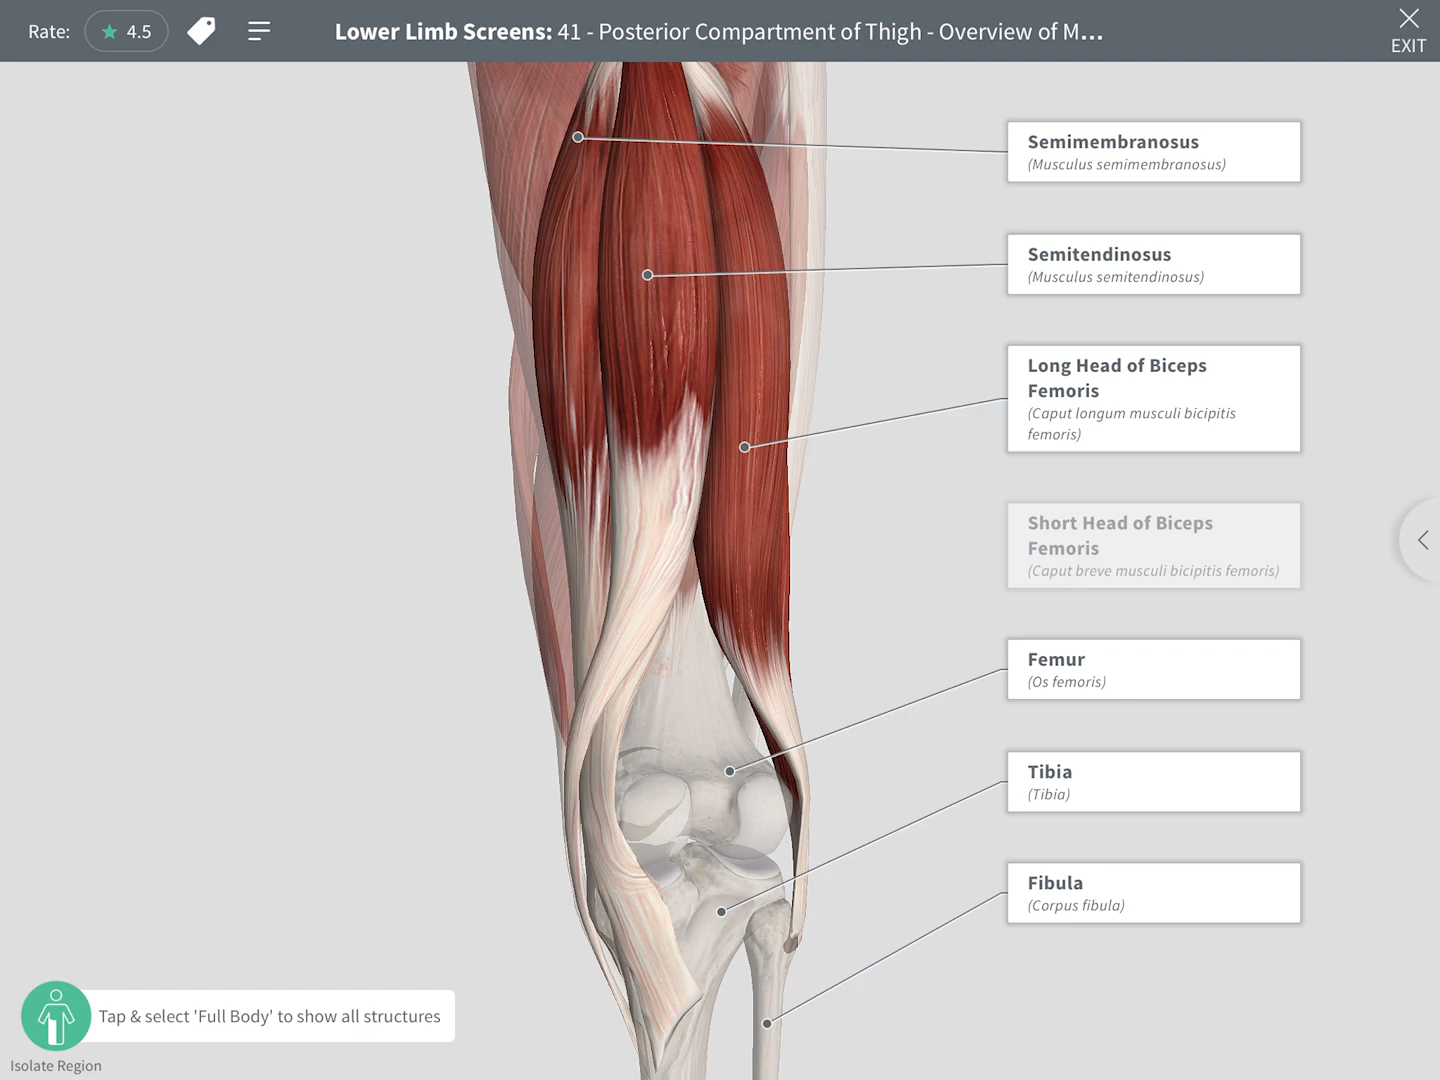 Rate: ★ 4.5
Lower Limb Screens: 41 - Posterior Compartment of Thigh - Overview of M...
EXIT
Semimembranosus
(Musculus semimembranosus)
Semitendinosus
(Musculus semitendinosus)
Long Head of Biceps
Femoris
(Caput longum musculi bicipitis
femoris)
Short Head of Biceps
Femoris
(Caput breve musculi bicipitis femoris)
Femur
(Os femoris)
Tibia
(Tibia)
Fibula
(Corpus fibula)
Tap & select 'Full Body' to show all structures
Isolate Region